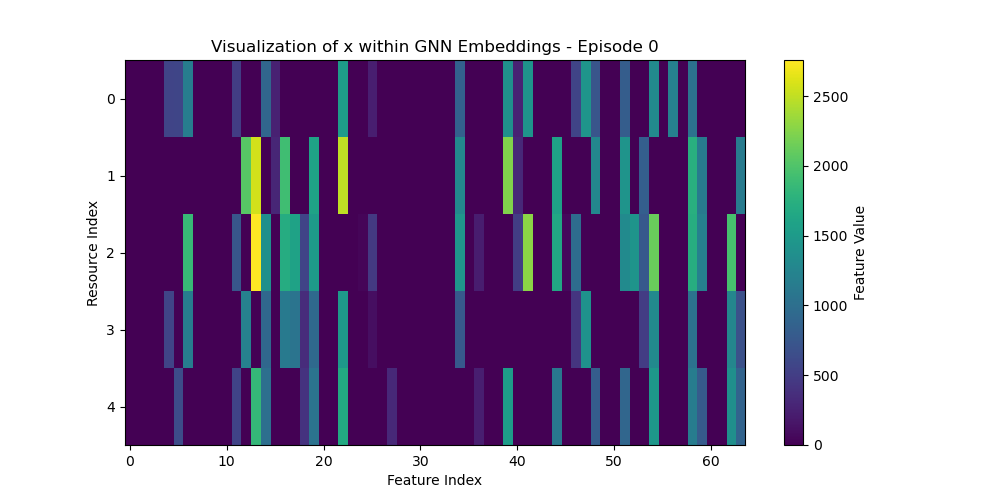 Visualization of x within GNN Embeddings - Episode 0
Resource Index
0
1
2
3
4
0 10 20 30 40 50 60
Feature Index
2500
2000
1500
1000
500
0
Feature Value